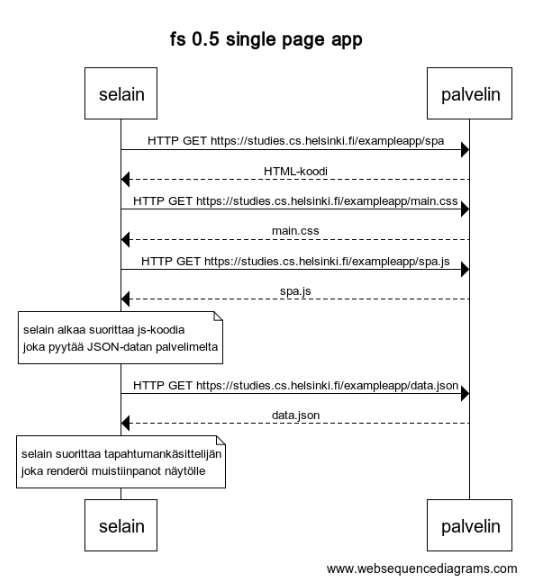 fs 0.5 single page app
selain
palvelin
HTTP GET https://studies.cs.helsinki.fi/exampleapp/spa
HTML-koodi
HTTP GET https://studies.cs.helsinki.fi/exampleapp/main.css
main.css
HTTP GET https://studies.cs.helsinki.fi/exampleapp/spa.js
spa.js
selain alkaa suorittaa js-koodia
joka pyytää JSON-datan palvelimelta
HTTP GET https://studies.cs.helsinki.fi/exampleapp/data.json
data.json
selain suorittaa tapahtumankäsittelijän
joka renderöi muistiinpanot näytölle
selain
palvelin
www.websequencediagrams.com